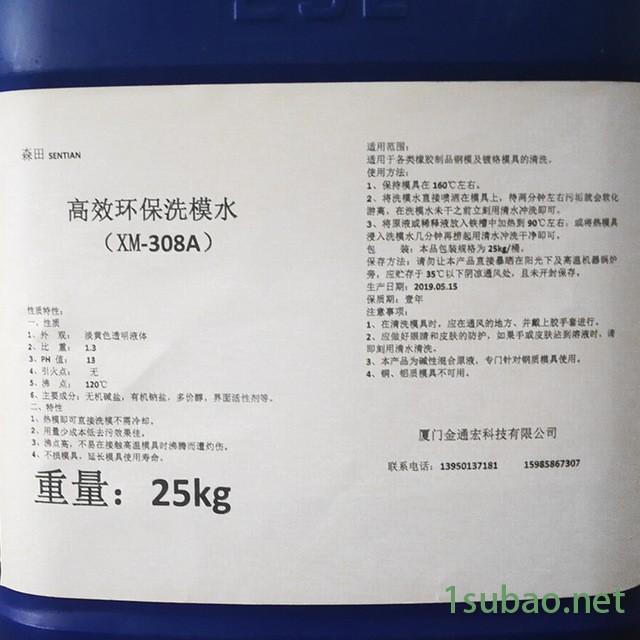 25L
森田 SENTIAN
高效环保洗模水
（XM-308A）
性质特性：
一、性质
1、外 观： 淡黄色透明液体
2、比 重： 1.3
3、PH 值： 13
4、引火点： 无
5、沸 点： 120℃
6、主要成分：无机碱盐，有机钠盐，多价醇，界面活性剂等。
二、特性
1、热模即可直接洗模不需冷却。
2、用量少成本低去污效果佳。
3、沸点高，不易在接触高温模具时沸腾而遭灼伤。
4、不损模具，延长模具使用寿命。
重量：25kg
适用范围：
适用于各类橡胶制品钢模及镀铬模具的清洗。
使用方法：
1、保持模具在 160℃左右。
2、将洗模水直接喷洒在模具上，待两分钟左右污垢就会软化
游离，在洗模水未干之前立刻用清水冲洗即可。
3、将原液或稀释液放入铁槽中加热到 90℃左右；或将热模具
浸入洗模水几分钟再捞起用清水冲洗干净即可。
包 装：本品包装规格为 25kg/桶。
保存方法：请勿让本产品直接暴晒在阳光下及高温机器锅炉
旁，应贮存于 35℃以下阴凉通风处，且未开封保存。
生产日期：2019.05.15
保质期：壹年
注意事项：
1、在清洗模具时，应在通风的地方、并戴上胶手套进行。
2、应做好眼睛和皮肤的防护，如果手或皮肤沾到溶液时，请
即刻用清水清洗。
3、本产品为碱性混合原液，专门针对钢质模具使用。
4、铜、铝质模具不可用。
厦门金通宏科技有限公司
联系电话：13950137181 15985867307
1subao.net